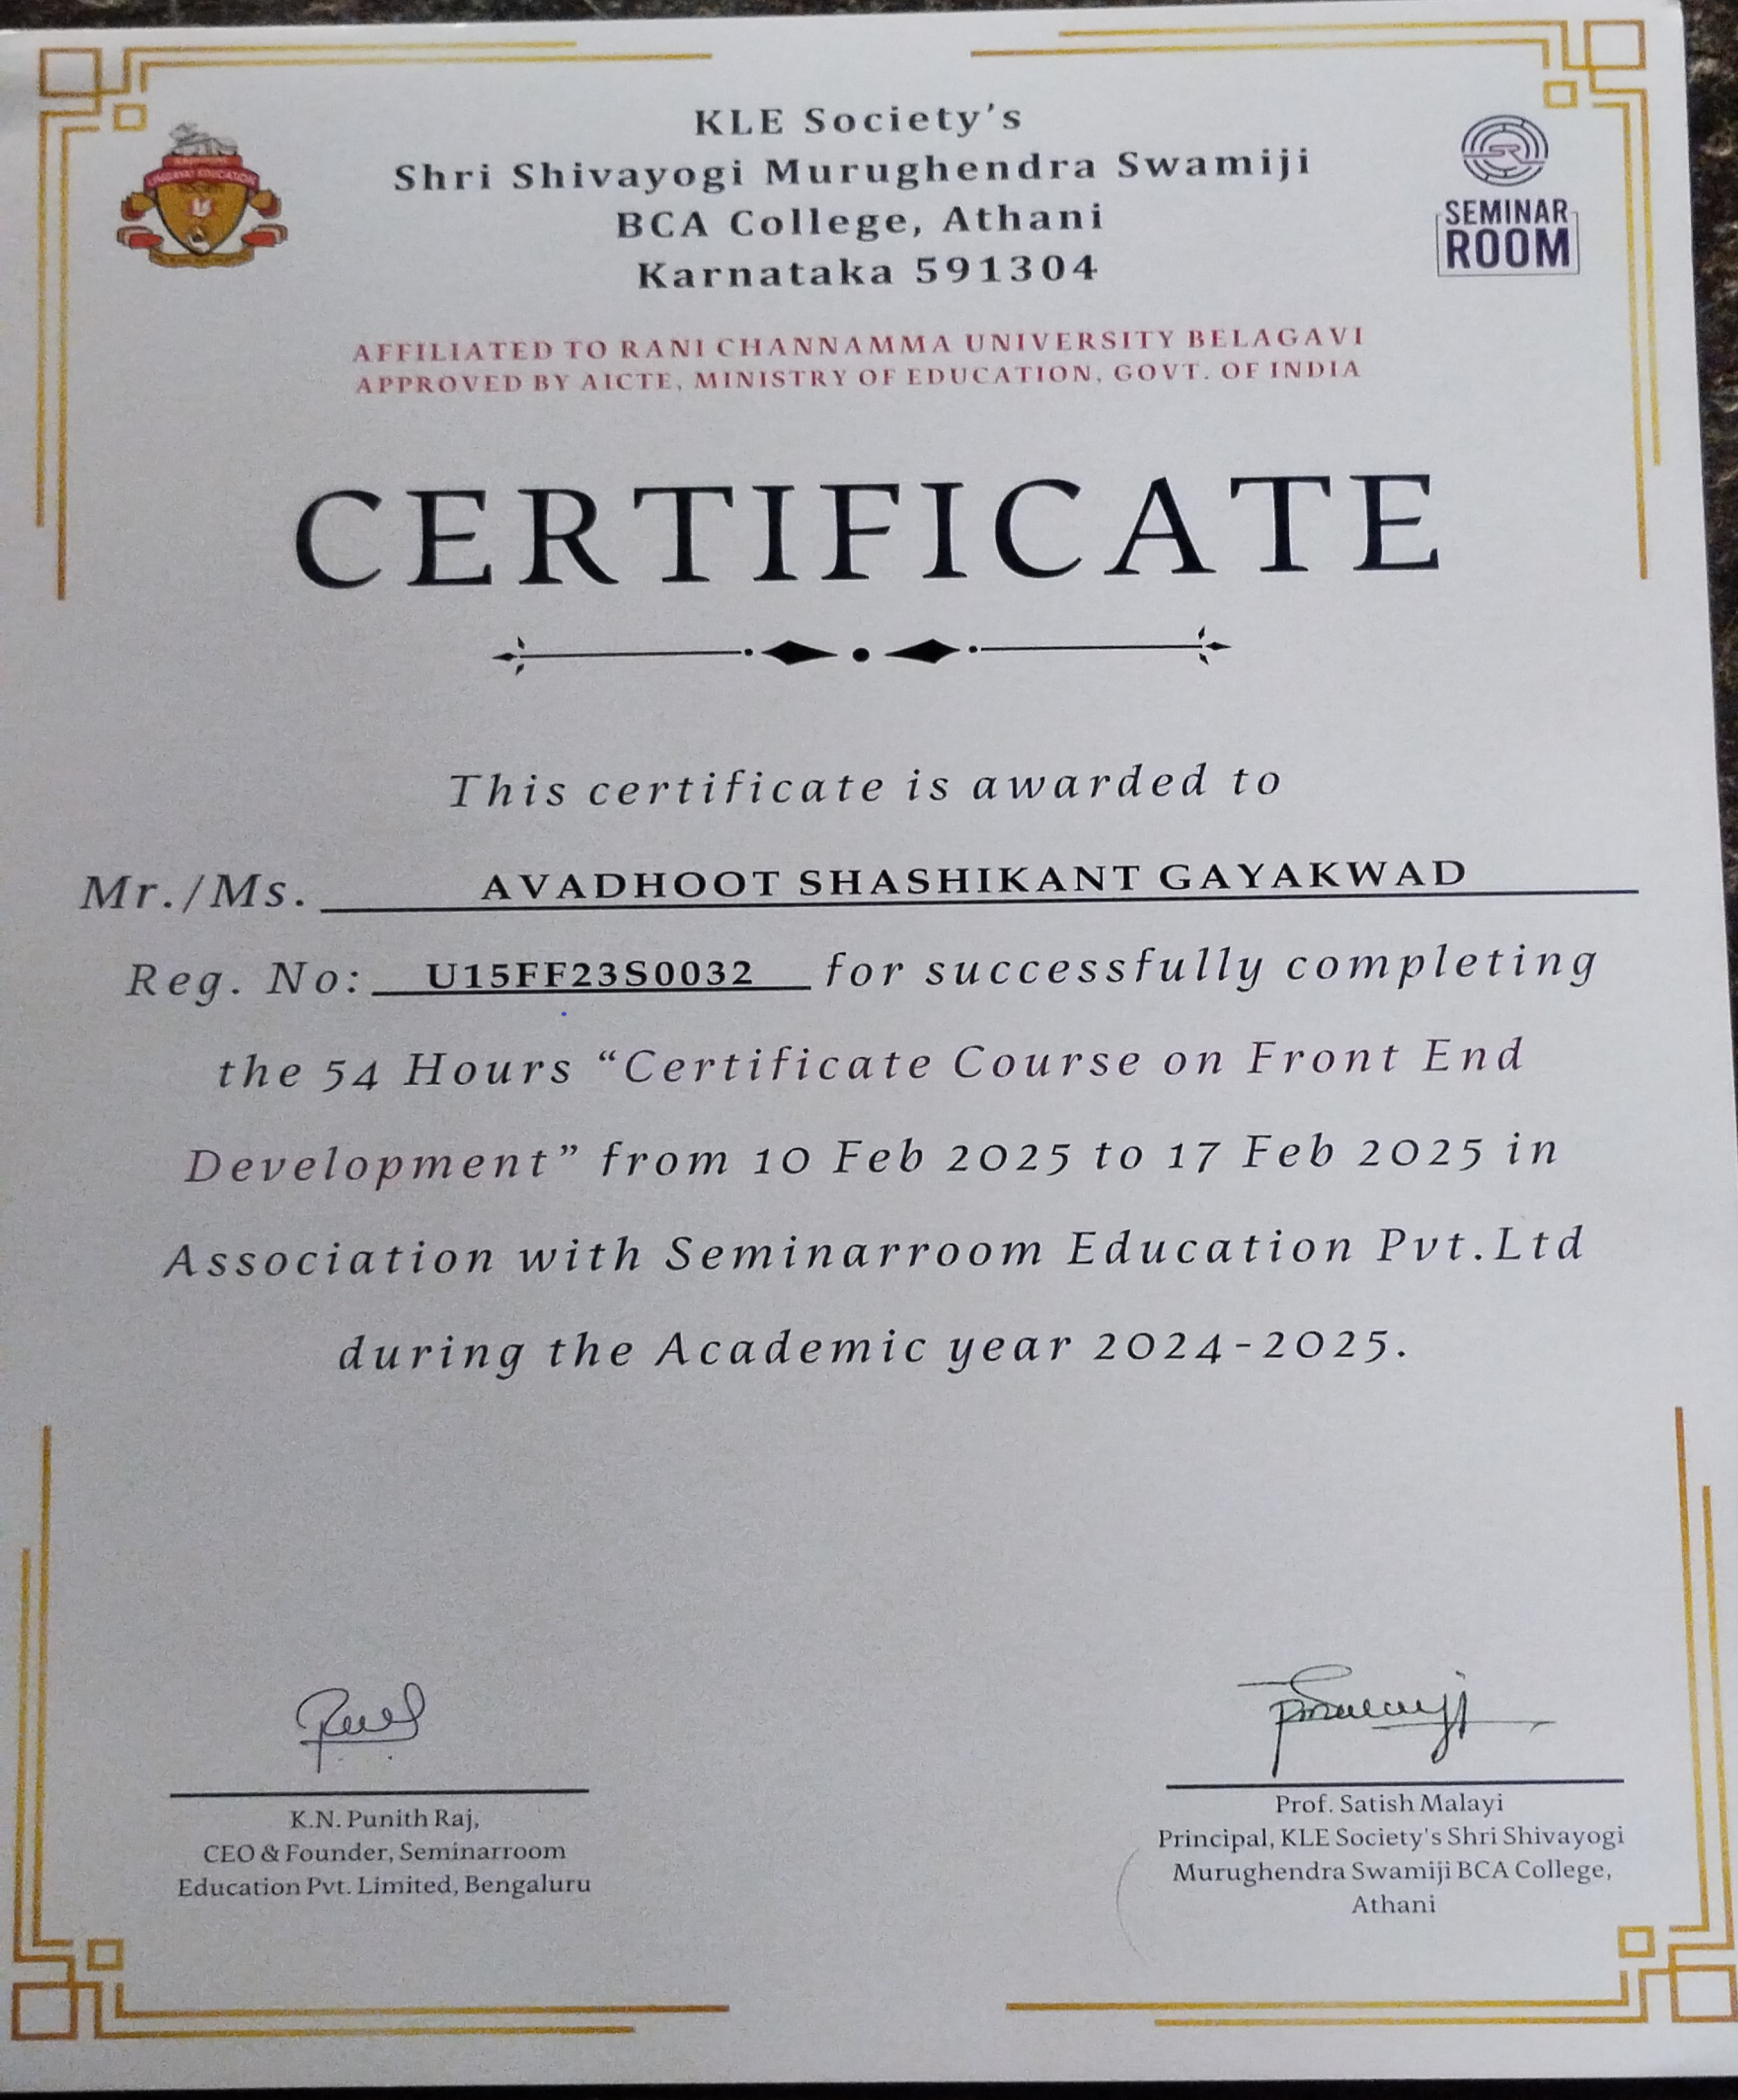 KLE Society's
Shri Shivayogi Murughendra Swamiji
BCA College, Athani
Karnataka 591304
LINGAYAT EDUCATION
SEMINAR
ROOM
AFFILIATED TO RANI CHANNAMMA UNIVERSITY BELAGAVI
APPROVED BY AICTE, MINISTRY OF EDUCATION, GOVT. OF INDIA
CERTIFICATE
This certificate is awarded to
Mr./Ms. AVADHOOT SHASHIKANT GAYAKWAD
Reg. No: U15FF23S0032 for successfully completing
the 54 Hours “Certificate Course on Front End
Development” from 10 Feb 2025 to 17 Feb 2025 in
Association with Seminarroom Education Pvt.Ltd
during the Academic year 2024-2025.
K.N. Punith Raj,
CEO & Founder, Seminarroom
Education Pvt. Limited, Bengaluru
Prof. Satish Malayi
Principal, KLE Society's Shri Shivayogi
Murughendra Swamiji BCA College,
Athani